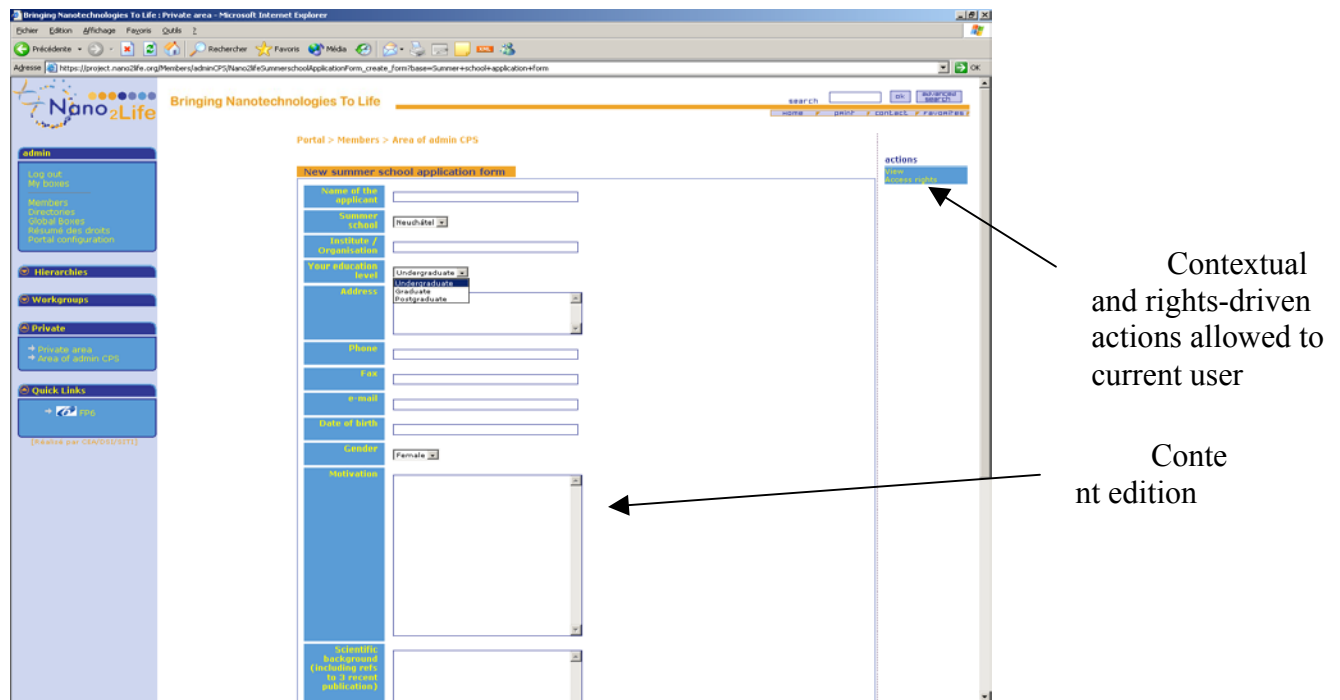 Bringing Nanotechnologies To Life : Private area - Microsoft Internet Explorer
Fichier Edition Affichage Favoris Outils ?
Précédente Rechercher Favoris Média
Adresse https://project.nano2life.org/Members/adminCPS/Nano2lifeSummerschoolApplicationForm_create_form?base=Summer+school+application+form OK
Nano2Life
Bringing Nanotechnologies To Life
search ok advanced search
home print contact favorites
Portal > Members > Area of admin CPS
admin
Log out
My boxes
Members
Directories
Global Boxes
Résumé des droits
Portal configuration
Hierarchies
Workgroups
Private
Private area
Area of admin CPS
Quick Links
FP6
[Réalisé par CEA/DSI/SITI]
New summer school application form
Name of the
applicant
Summer
school Neuchâtel
Institute /
Organisation
Your education
level Undergraduate
Undergraduate
Graduate
Postgraduate
Address
Phone
Fax
e-mail
Date of birth
Gender Female
Motivation
Scientific
background
(including refs
to 3 recent
publication)
actions
View
Access rights
Contextual
and rights-driven
actions allowed to
current user
Conte
nt edition